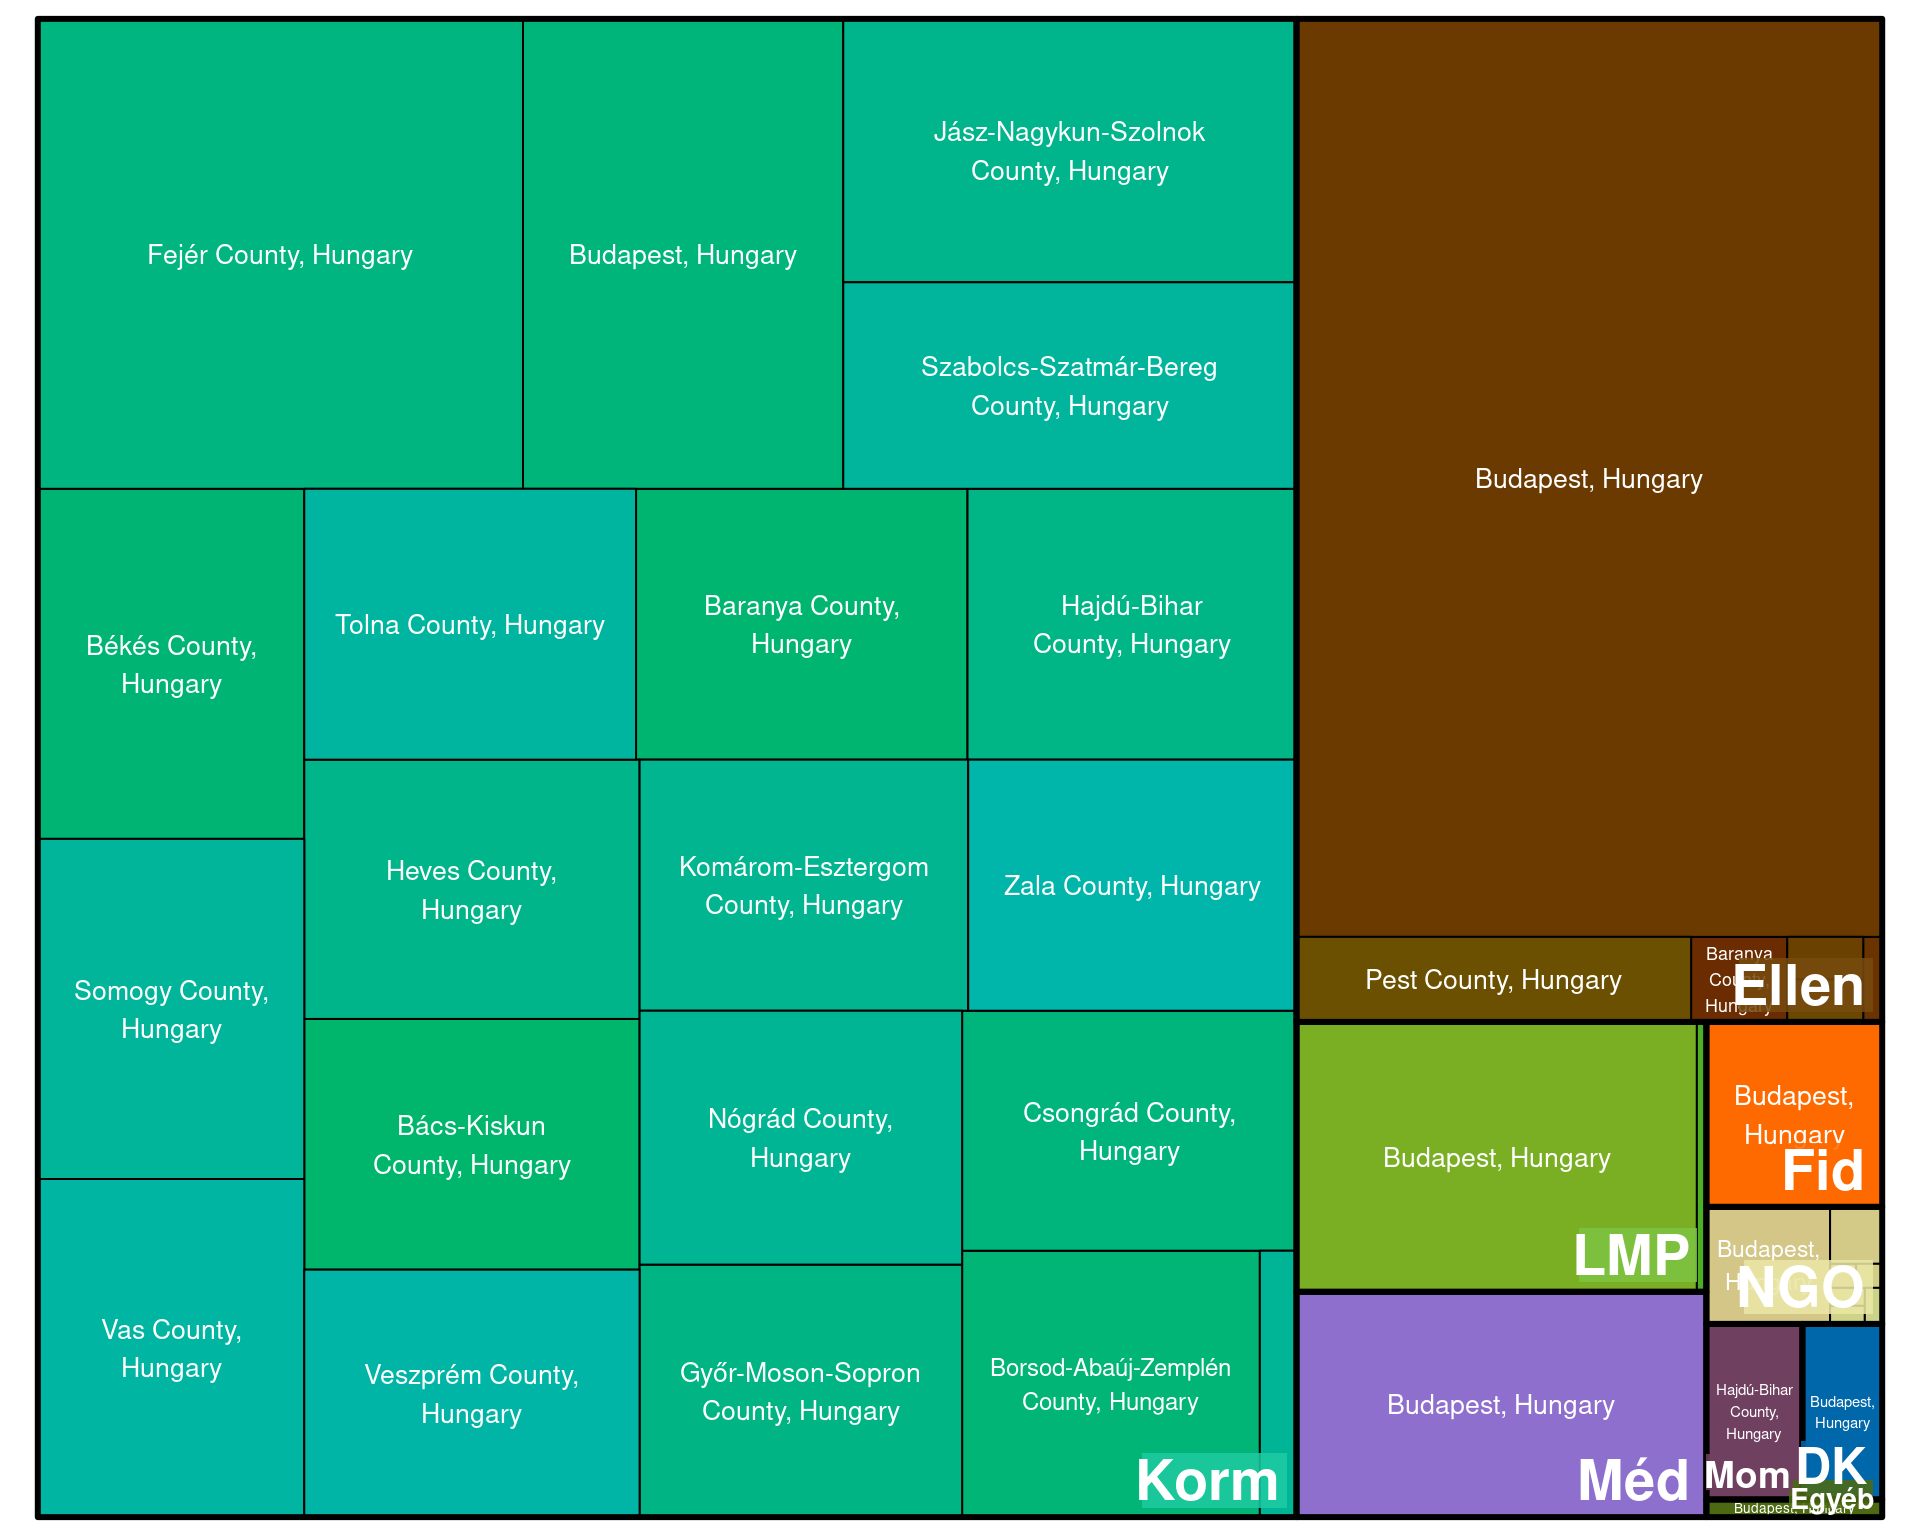 Fejér County, Hungary
Budapest, Hungary
Jász-Nagykun-Szolnok
County, Hungary
Szabolcs-Szatmár-Bereg
County, Hungary
Békés County,
Hungary
Tolna County, Hungary
Baranya County,
Hungary
Hajdú-Bihar
County, Hungary
Somogy County,
Hungary
Heves County,
Hungary
Komárom-Esztergom
County, Hungary
Zala County, Hungary
Vas County,
Hungary
Bács-Kiskun
County, Hungary
Nógrád County,
Hungary
Csongrád County,
Hungary
Veszprém County,
Hungary
Győr-Moson-Sopron
County, Hungary
Borsod-Abaúj-Zemplén
County, Hungary
Korm
Budapest, Hungary
Pest County, Hungary
Baranya
County,
Hungary
Ellen
Budapest, Hungary
LMP
Budapest,
Hungary
Fid
Budapest,
NGO
Budapest, Hungary
Méd
Hajdú-Bihar
County,
Hungary
Mom
Budapest,
Hungary
DK
Egyéb
Budapest, Hungary